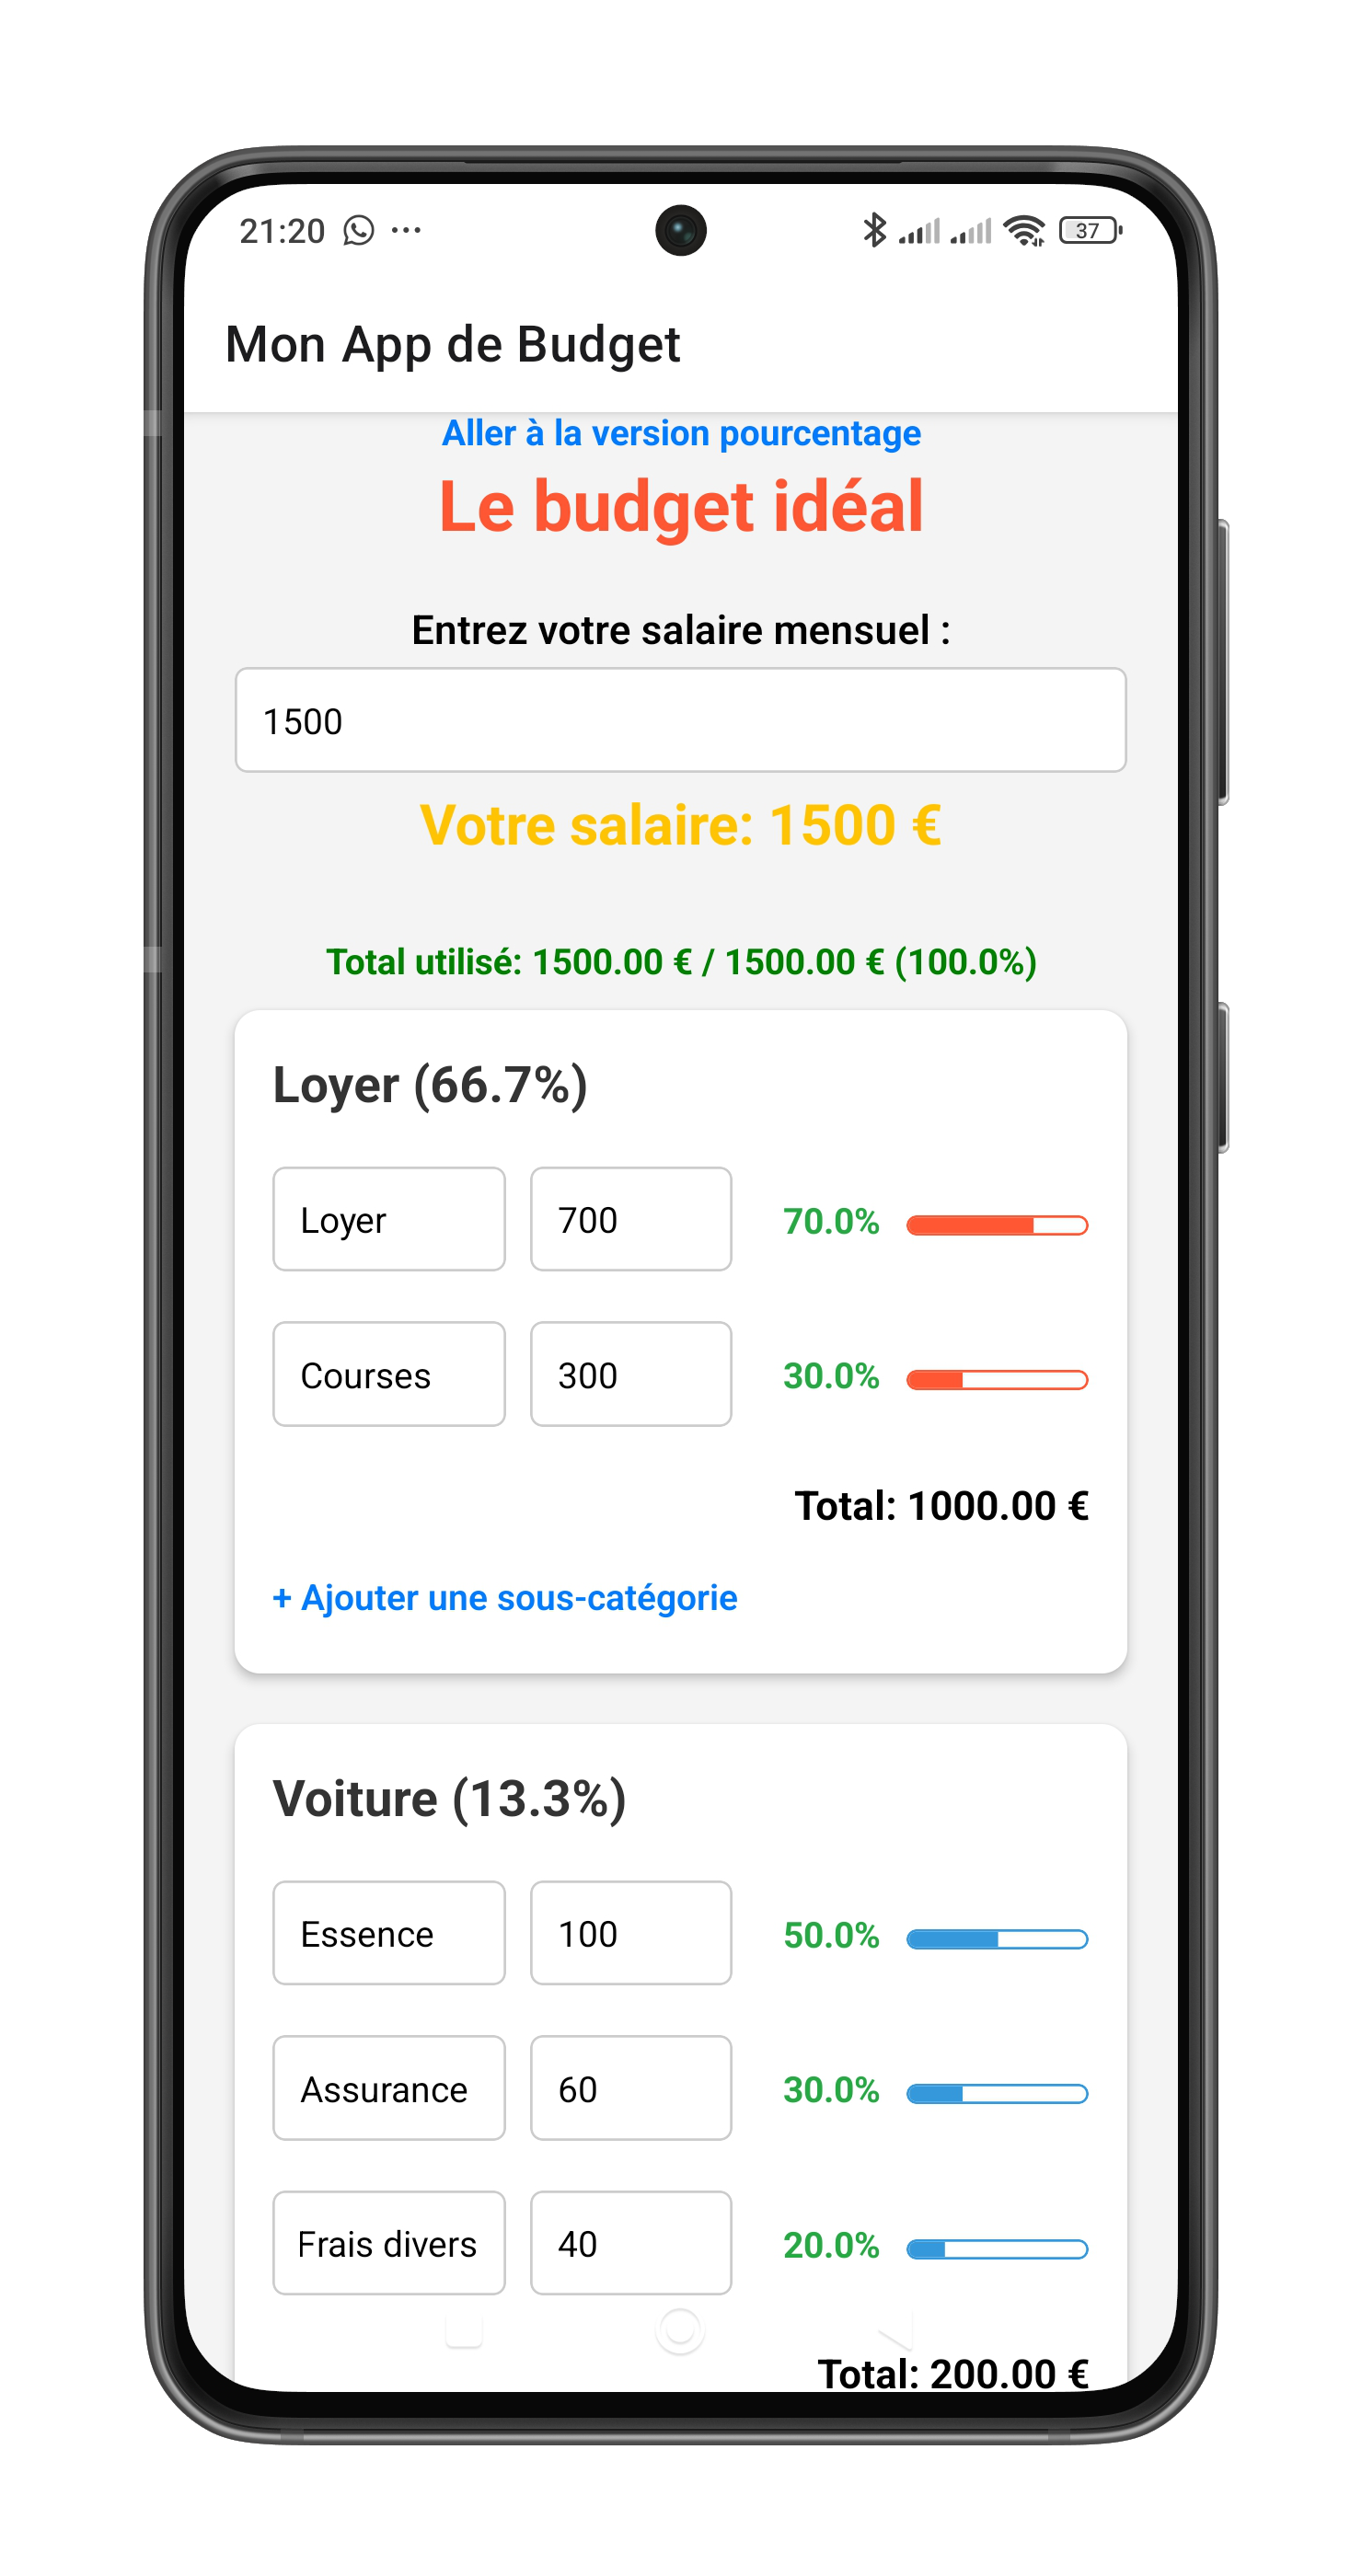 21:20 ... 37
Mon App de Budget
Aller à la version pourcentage
Le budget idéal
Entrez votre salaire mensuel :
1500
Votre salaire: 1500 €
Total utilisé: 1500.00 € / 1500.00 € (100.0%)
Loyer (66.7%)
Loyer 700 70.0%
Courses 300 30.0%
Total: 1000.00 €
+ Ajouter une sous-catégorie
Voiture (13.3%)
Essence 100 50.0%
Assurance 60 30.0%
Frais divers 40 20.0%
Total: 200.00 €